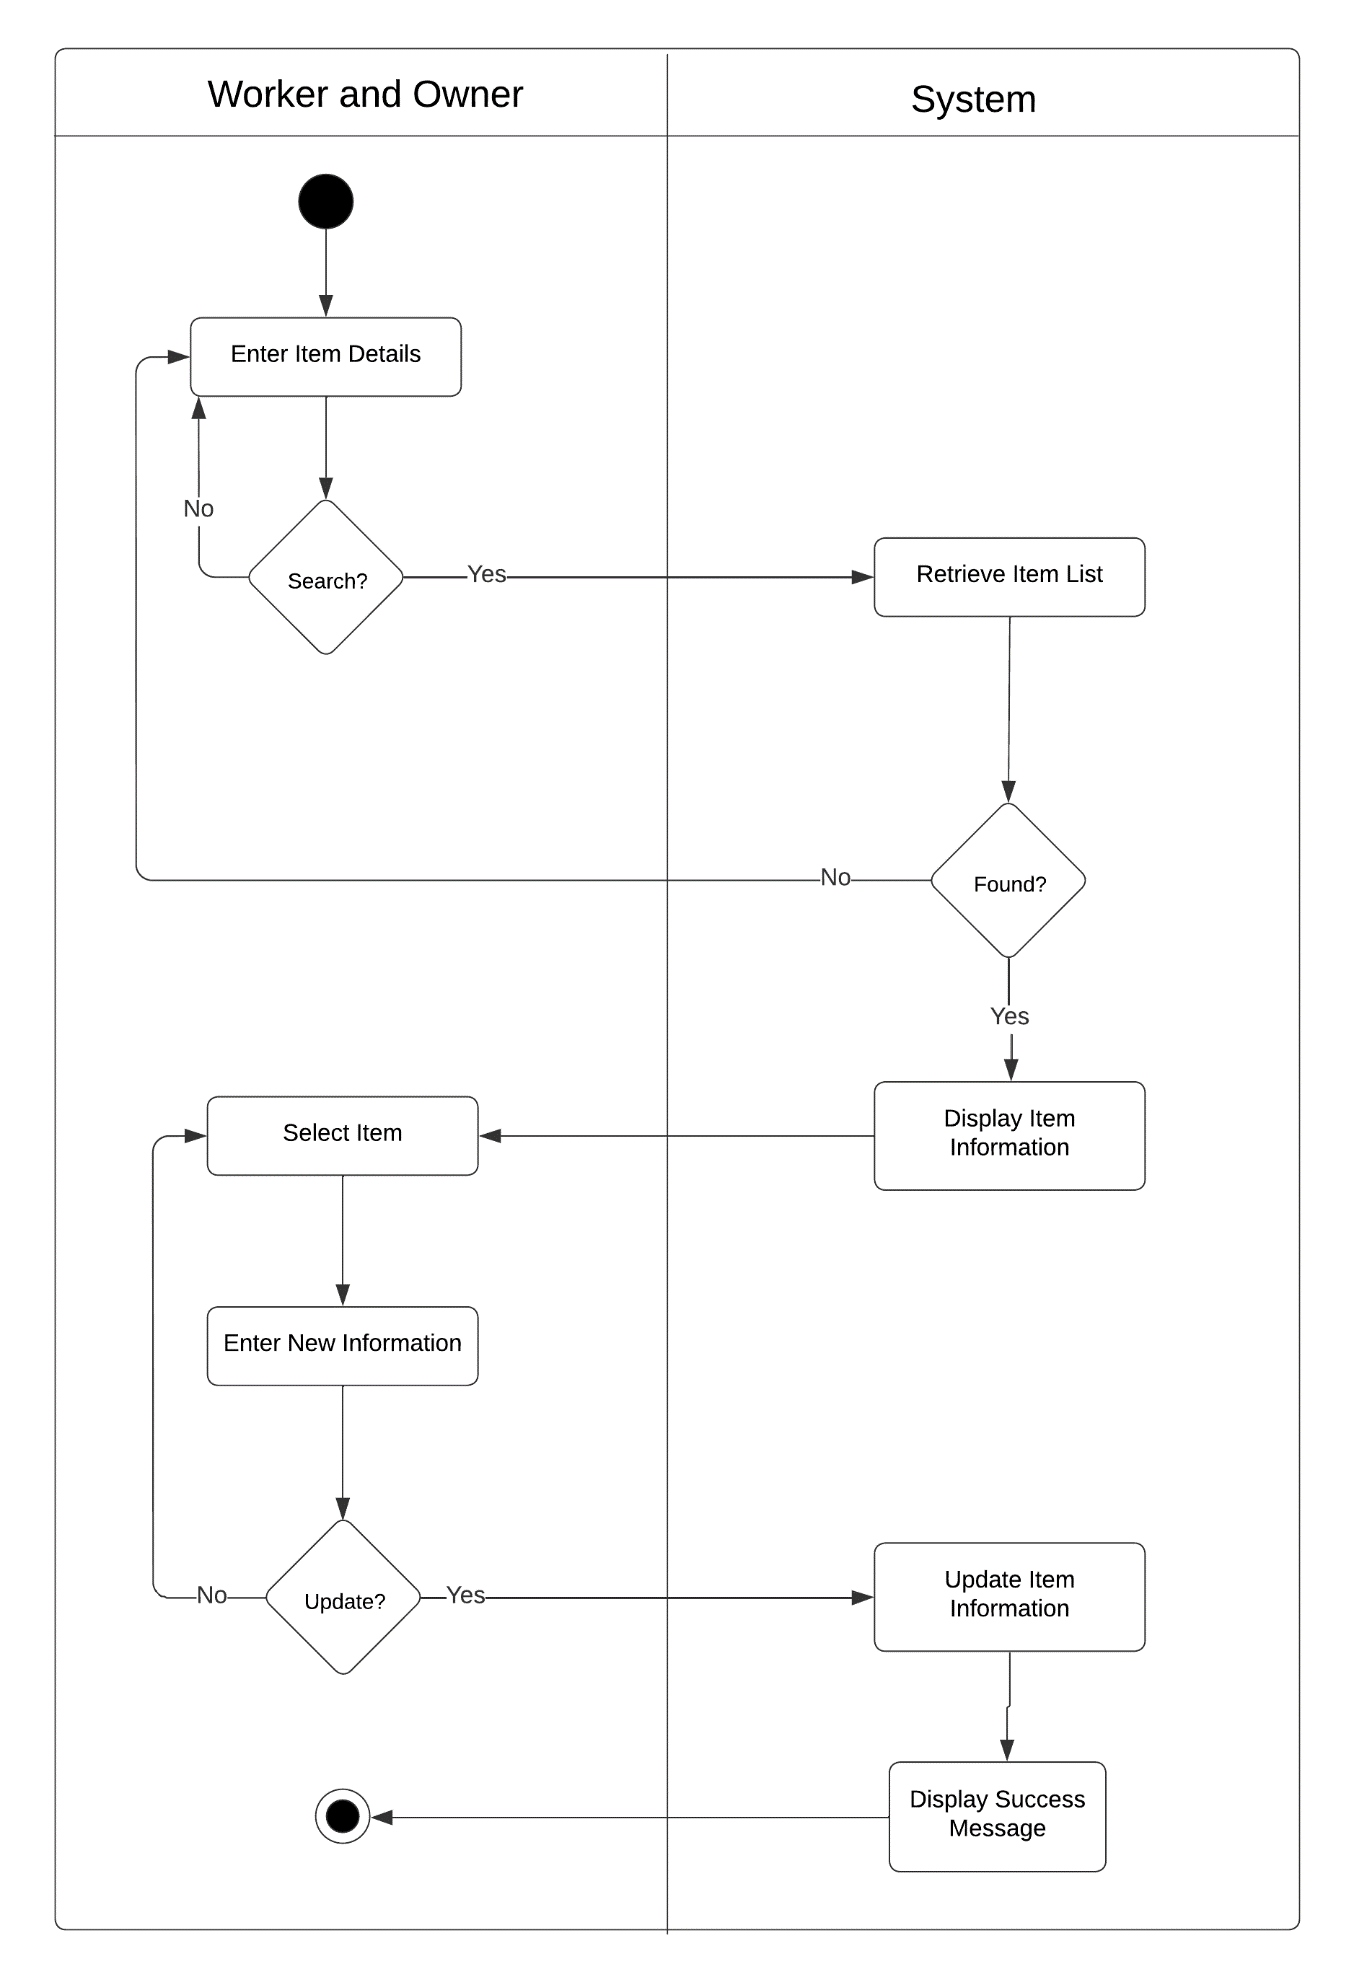 Worker and Owner
System
Enter Item Details
No
Search?
Yes
Retrieve Item List
No
Found?
Yes
Select Item
Display Item
Information
Enter New Information
No
Update?
Yes
Update Item
Information
Display Success
Message